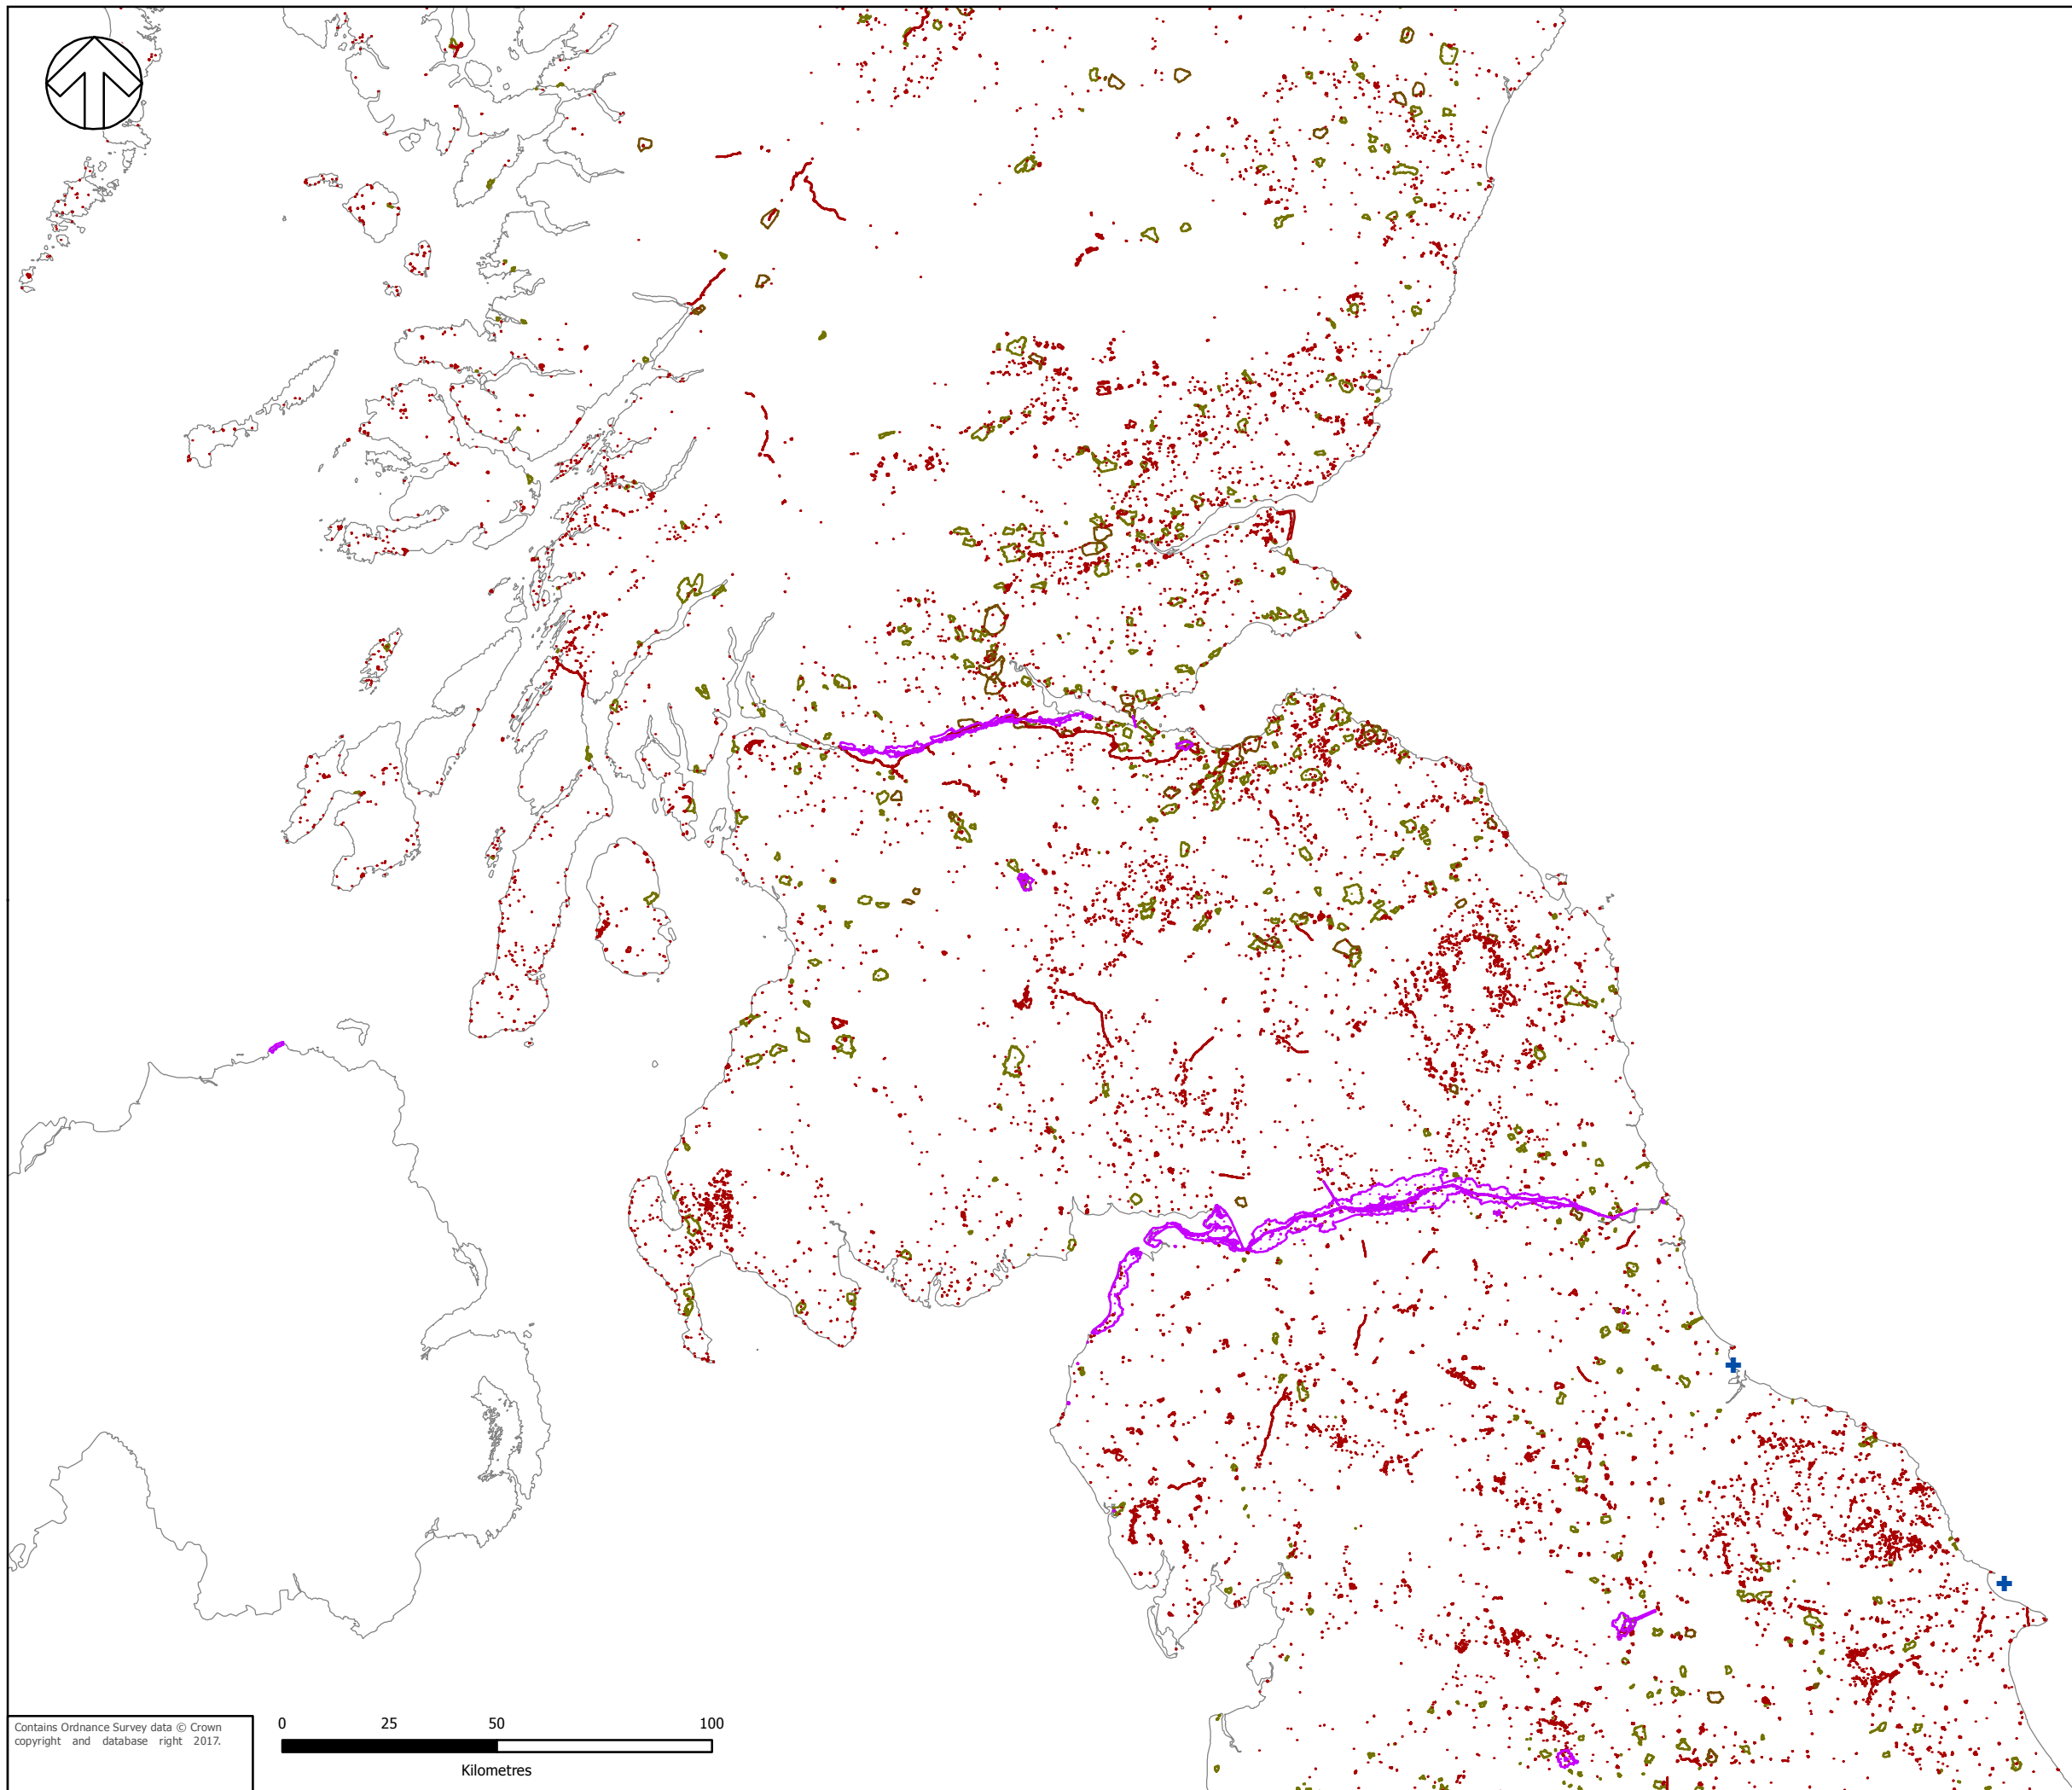 Contains Ordnance Survey data © Crown
copyright and database right 2017.
0 25 50 100
Kilometres